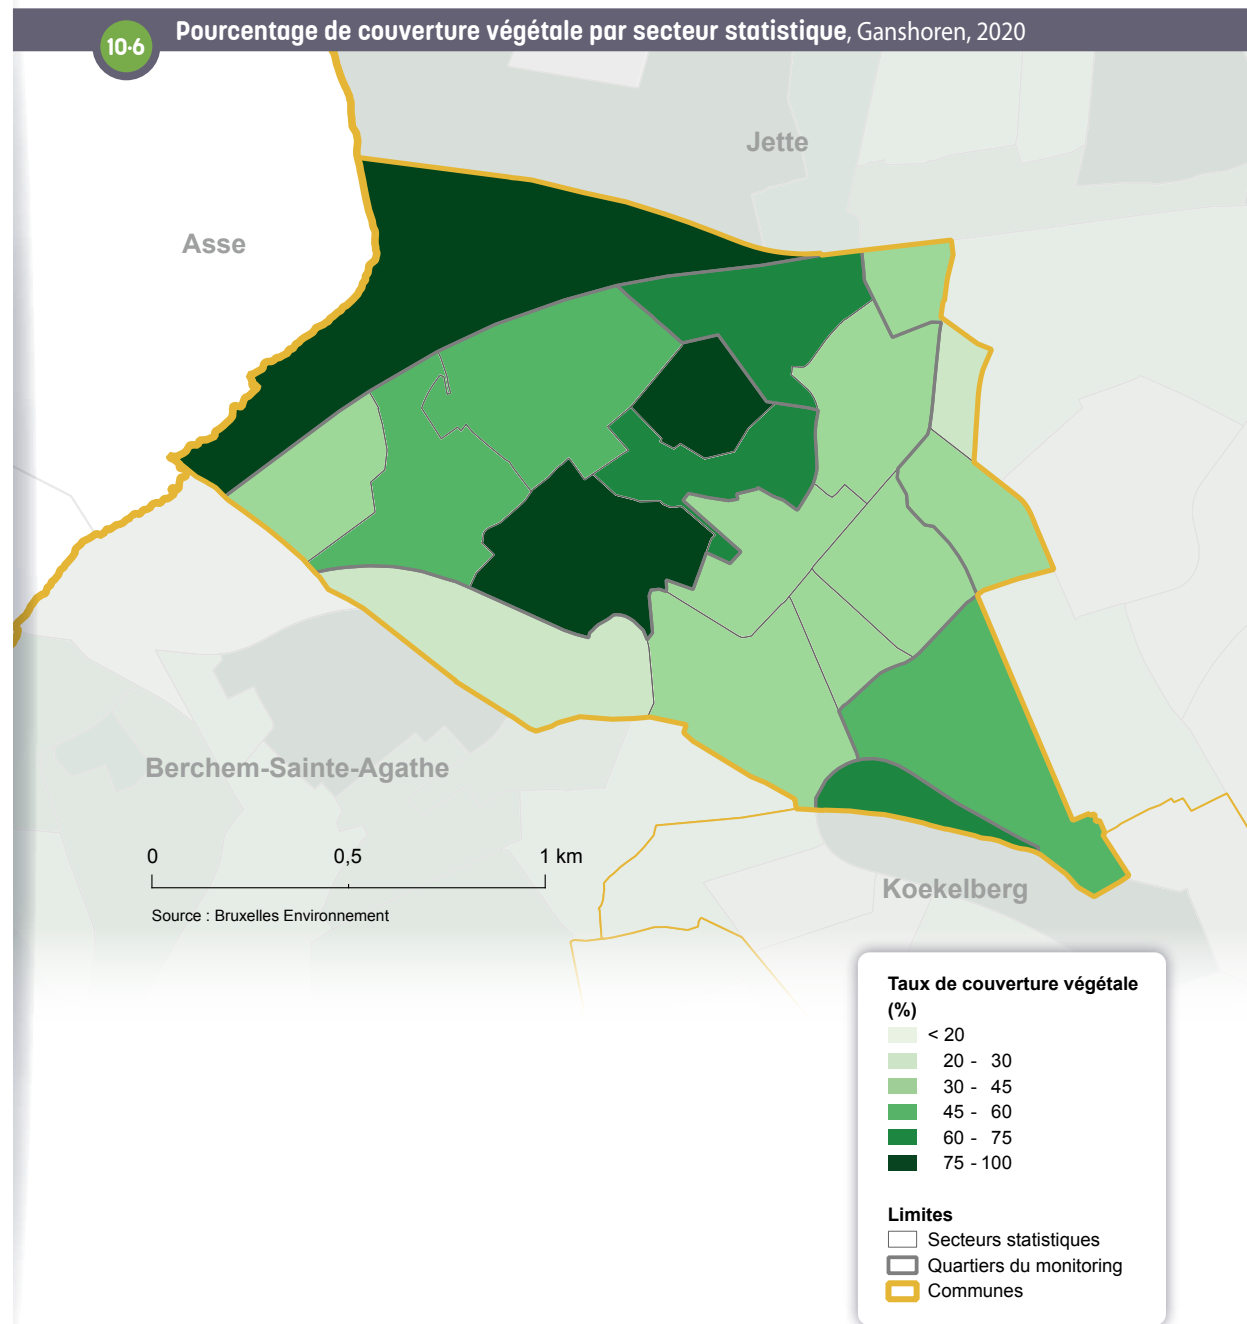 10·6
Pourcentage de couverture végétale par secteur statistique, Ganshoren, 2020
Jette
Asse
Berchem-Sainte-Agathe
Koekelberg
0 0,5 1 km
Source : Bruxelles Environnement
Taux de couverture végétale
(%)
< 20
20 - 30
30 - 45
45 - 60
60 - 75
75 - 100
Limites
Secteurs statistiques
Quartiers du monitoring
Communes